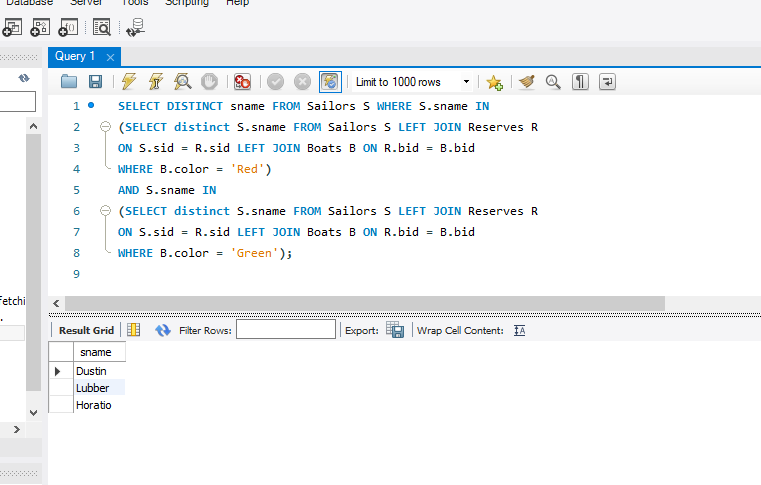 Database Server Tools Scripting Help
Query 1
Limit to 1000 rows
1 SELECT DISTINCT sname FROM Sailors S WHERE S.sname IN
2 (SELECT distinct S.sname FROM Sailors S LEFT JOIN Reserves R
3 ON S.sid = R.sid LEFT JOIN Boats B ON R.bid = B.bid
4 WHERE B.color = 'Red')
5 AND S.sname IN
6 (SELECT distinct S.sname FROM Sailors S LEFT JOIN Reserves R
7 ON S.sid = R.sid LEFT JOIN Boats B ON R.bid = B.bid
8 WHERE B.color = 'Green');
9
fetchi
Result Grid Filter Rows: Export: Wrap Cell Content:
sname
Dustin
Lubber
Horatio